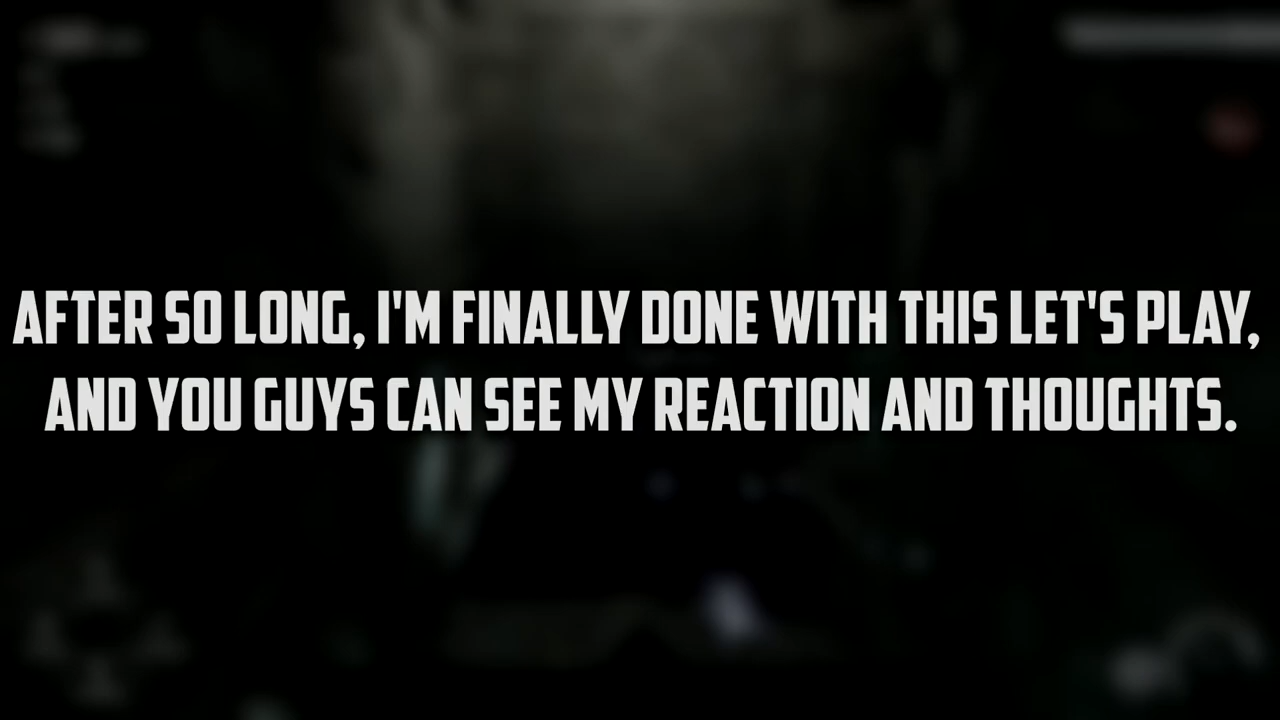 AFTER SO LONG, I'M FINALLY DONE WITH THIS LET'S PLAY,
AND YOU GUYS CAN SEE MY REACTION AND THOUGHTS.